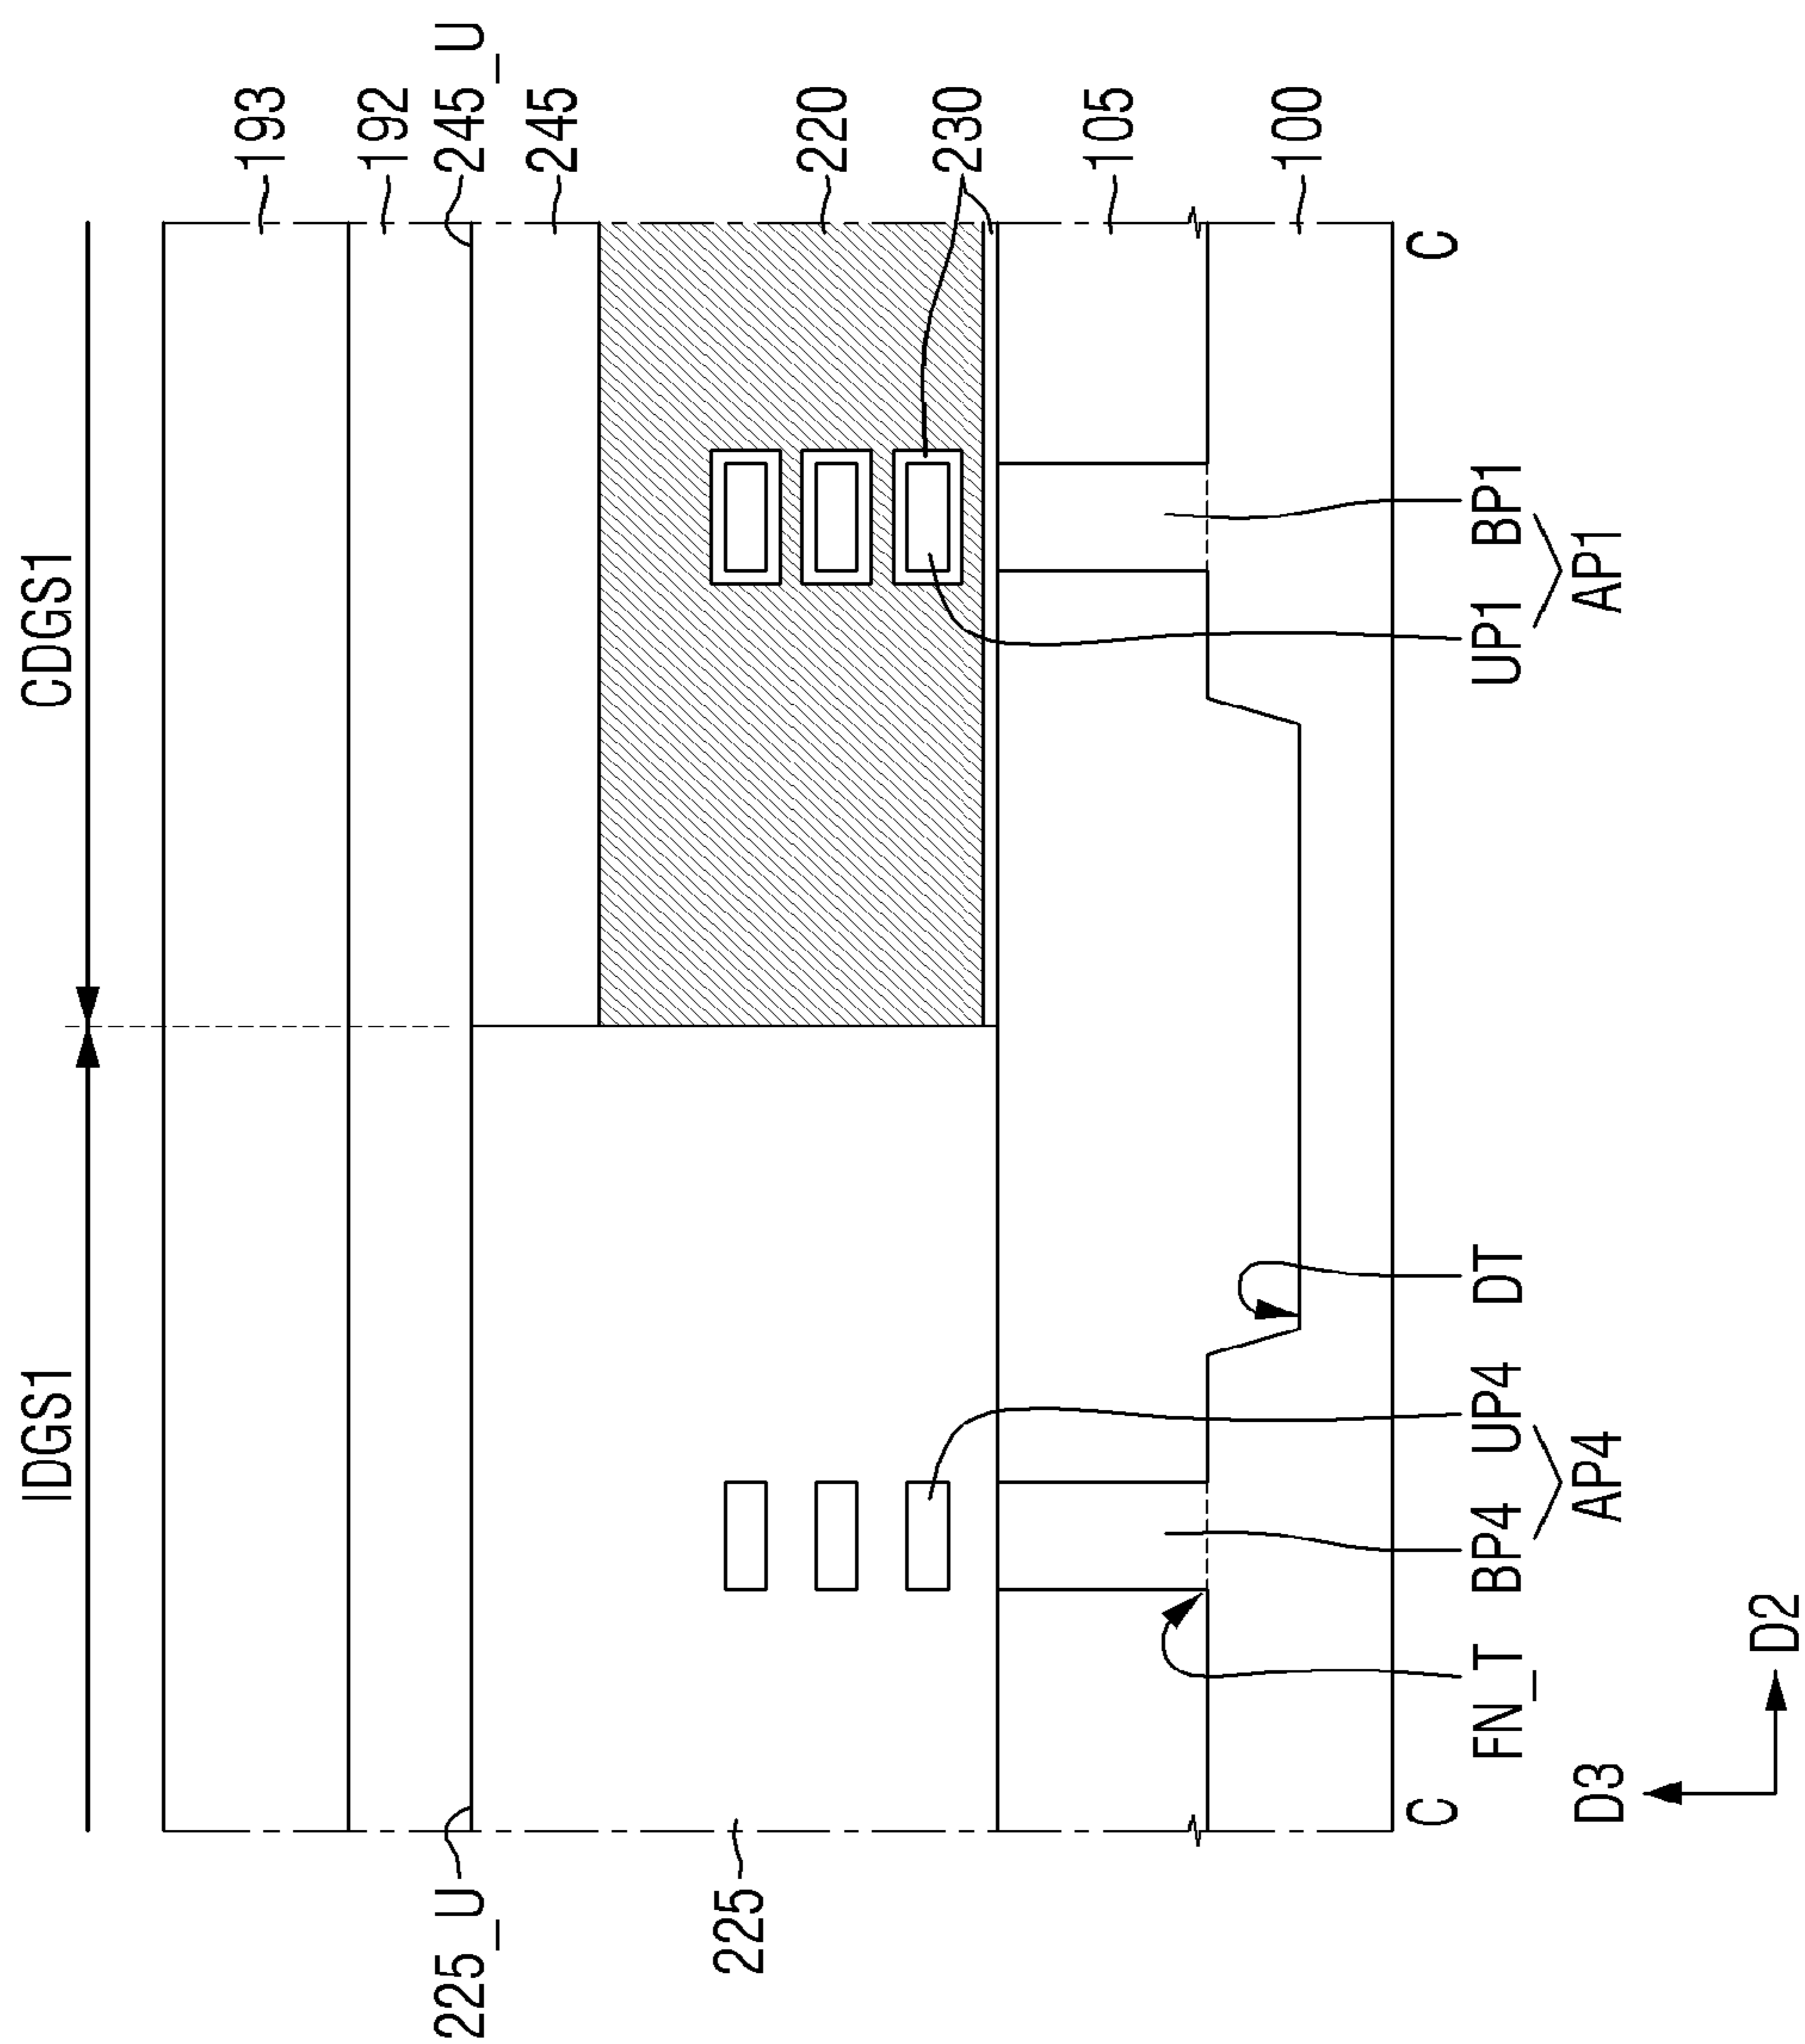 IDGS1
CDGS1
193
192
245_U
245
220
230
105
100
225_U
225
C
C
FN_T
BP4
UP4
DT
UP1
BP1
AP4
AP1
D3
D2